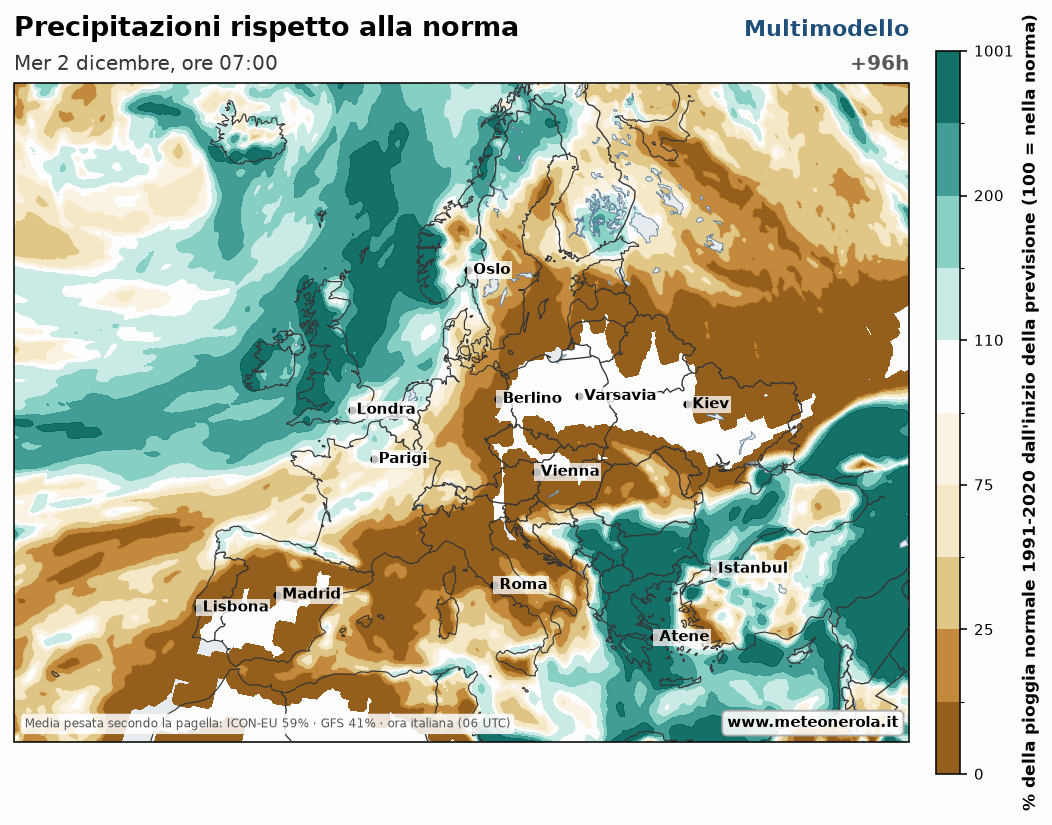 Precipitazioni rispetto alla norma
Multimodello
Mer 2 dicembre, ore 07:00
+96h
1001
200
110
75
25
0
% della pioggia normale 1991-2020 dall'inizio della previsione (100 = nella norma)
Oslo
Londra
Berlino
Varsavia
Kiev
Parigi
Vienna
Istanbul
Roma
Madrid
Lisbona
Atene
Media pesata secondo la pagella: ICON-EU 59% · GFS 41% · ora italiana (06 UTC)
www.meteonerola.it